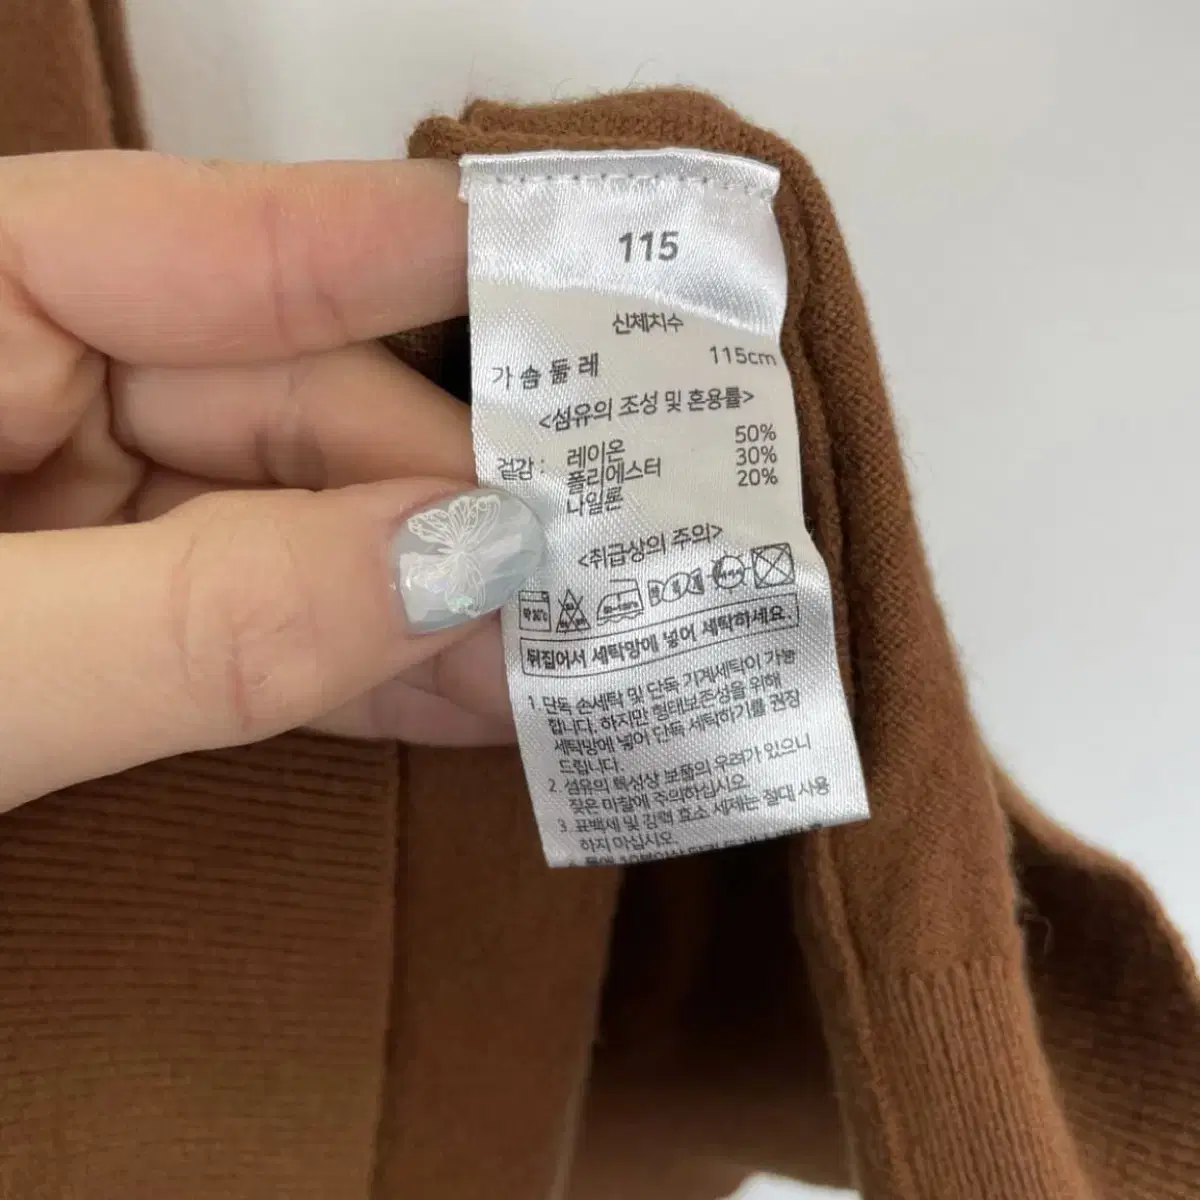 115
신체치수
가 슴 둘 레 115cm
<섬유의 조성 및 혼용률>
겉감 : 레이온 50%
폴리에스터 30%
나일론 20%
<취급상의 주의>
뒤집어서 세탁망에 넣어 세탁하세요.
1. 단독 손세탁 및 단독 기계세탁이 가능
합니다. 하지만 형태보존성을 위해
세탁망에 넣어 단독 세탁하기를 권장
드립니다.
2. 섬유의 특성상 보풀의 우려가 있으니
잦은 마찰에 주의하십시오.
3. 표백세 및 강력 효소 세제는 절대 사용
하지 마십시오.